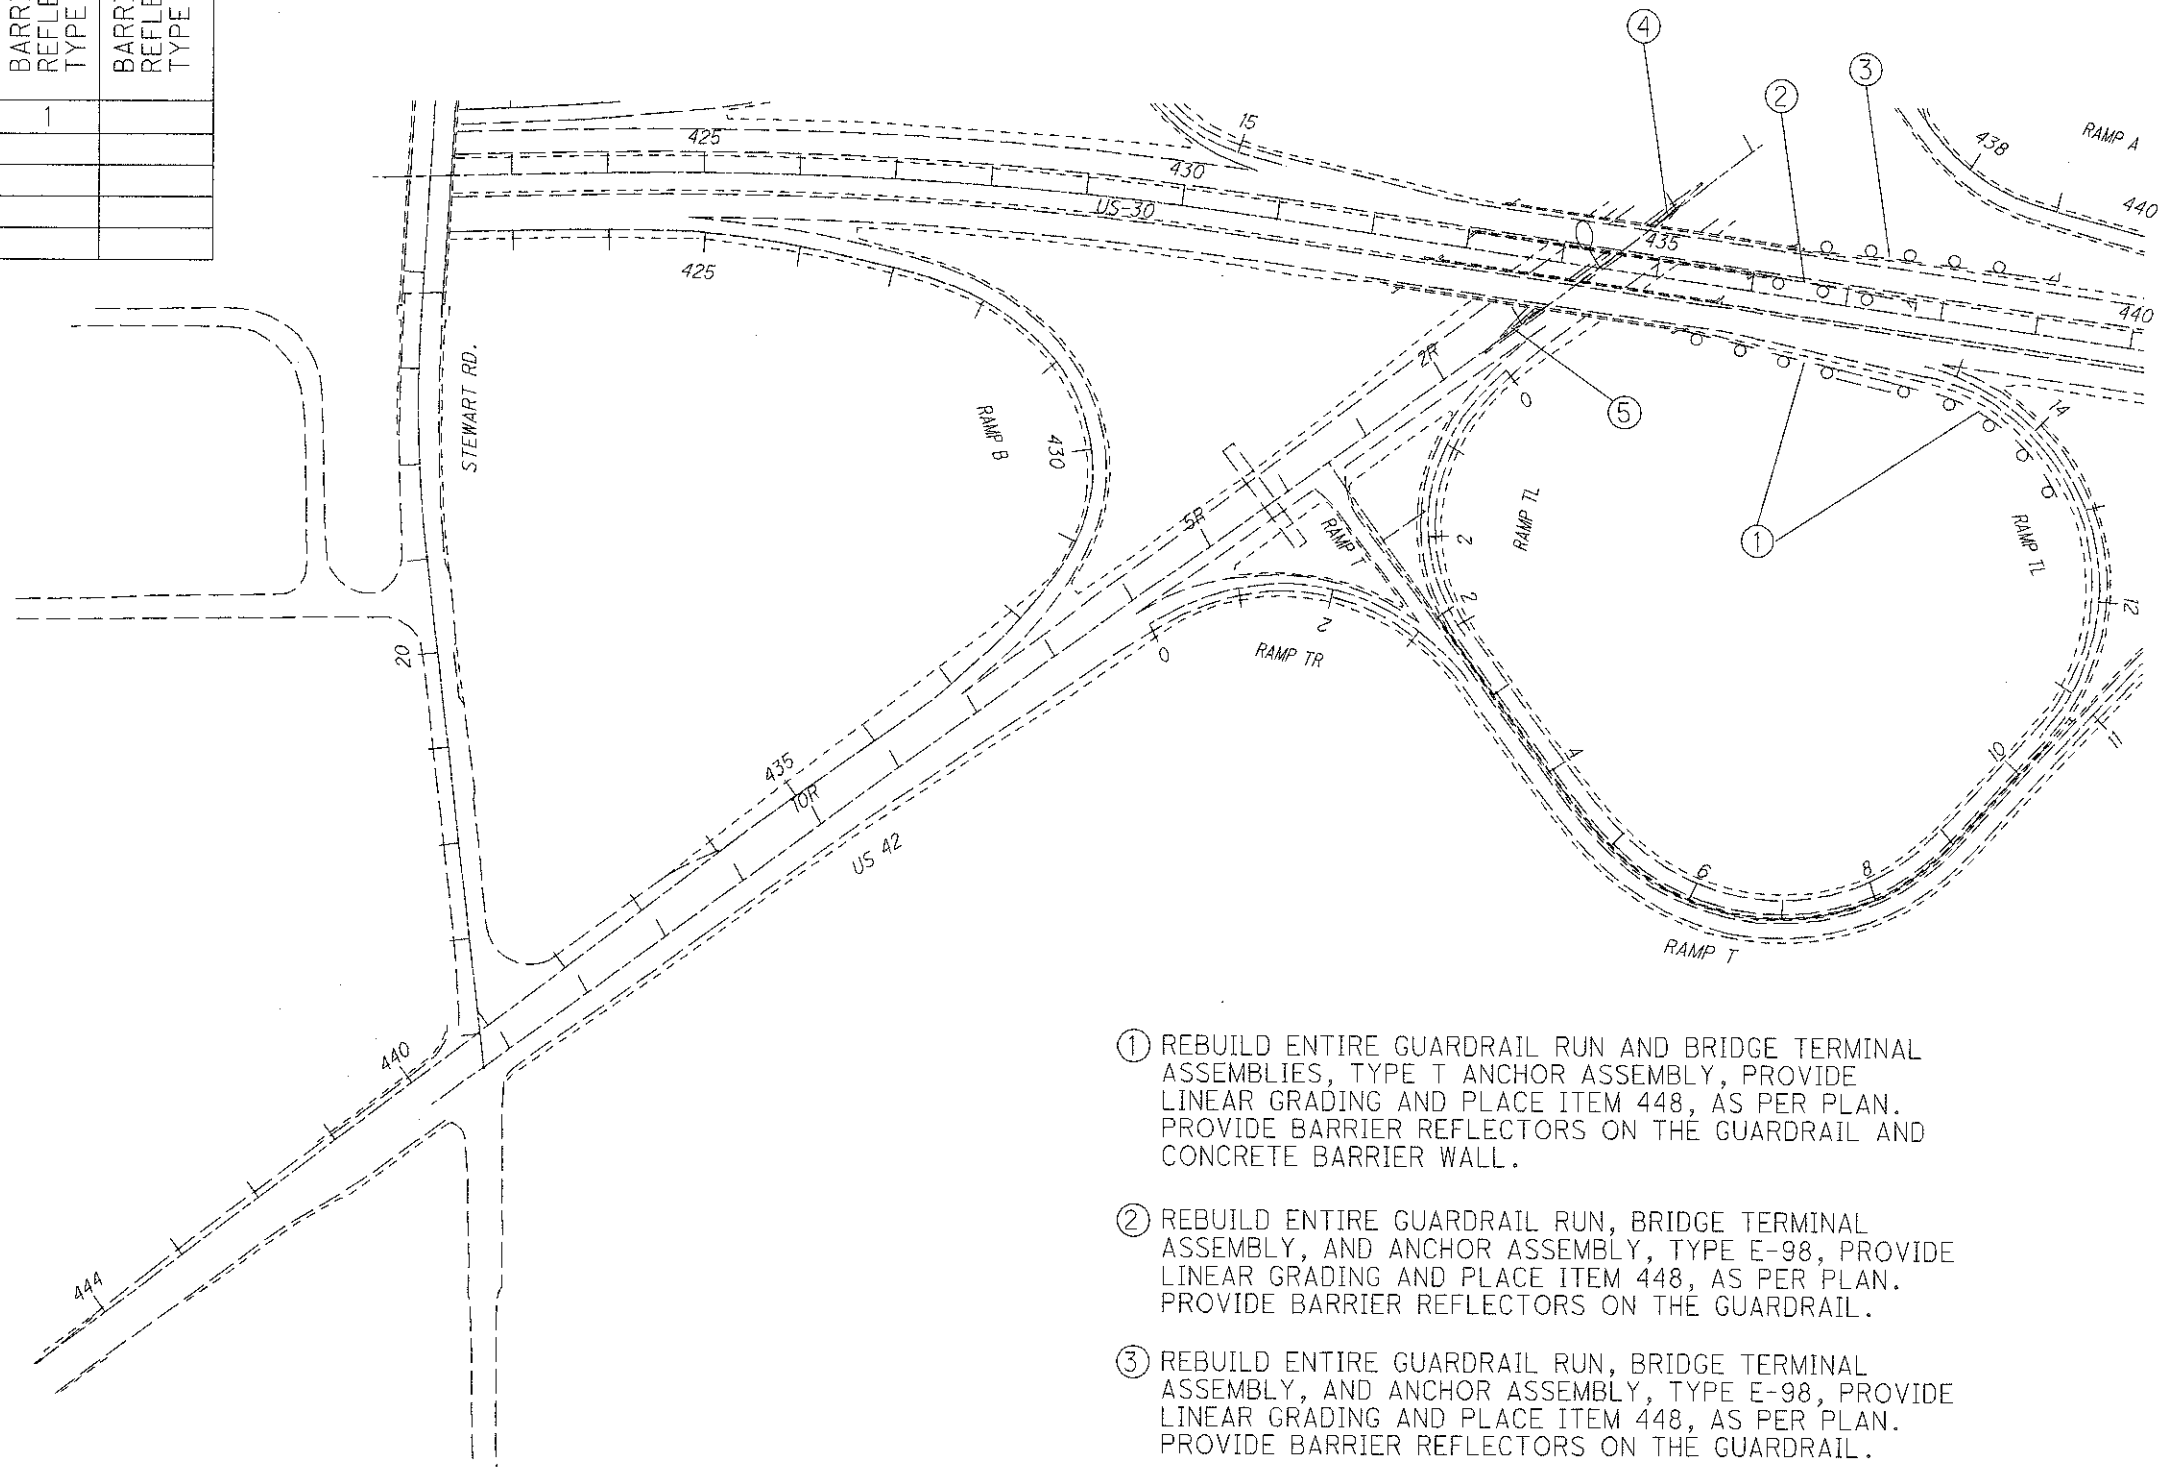 BARRI
REFLE
TYPE
BARRI
REFLE
TYPE
1
4
3
2
15
438
RAMP A
425
430
440
US-30
435
425
440
STEWART RD.
2R
0
5
14
RAMP B
430
5R
RAMP T
2
RAMP TL
1
RAMP TL
2
12
20
0
2
RAMP TR
11
435
10R
4
10
US 42
6
8
RAMP T
440
444
1 REBUILD ENTIRE GUARDRAIL RUN AND BRIDGE TERMINAL
ASSEMBLIES, TYPE T ANCHOR ASSEMBLY, PROVIDE
LINEAR GRADING AND PLACE ITEM 448, AS PER PLAN.
PROVIDE BARRIER REFLECTORS ON THE GUARDRAIL AND
CONCRETE BARRIER WALL.
2 REBUILD ENTIRE GUARDRAIL RUN, BRIDGE TERMINAL
ASSEMBLY, AND ANCHOR ASSEMBLY, TYPE E-98, PROVIDE
LINEAR GRADING AND PLACE ITEM 448, AS PER PLAN.
PROVIDE BARRIER REFLECTORS ON THE GUARDRAIL.
3 REBUILD ENTIRE GUARDRAIL RUN, BRIDGE TERMINAL
ASSEMBLY, AND ANCHOR ASSEMBLY, TYPE E-98, PROVIDE
LINEAR GRADING AND PLACE ITEM 448, AS PER PLAN.
PROVIDE BARRIER REFLECTORS ON THE GUARDRAIL.